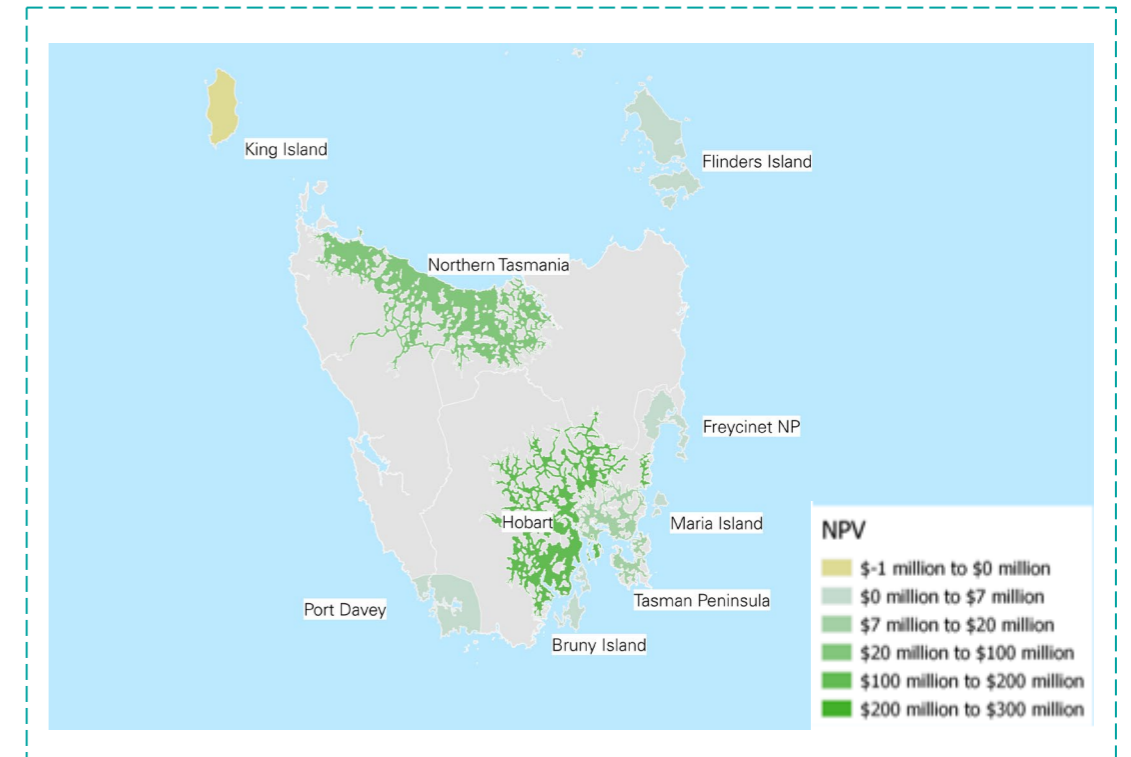 King Island
Flinders Island
Northern Tasmania
Freycinet NP
Hobart
Maria Island
Tasman Peninsula
Port Davey
Bruny Island
NPV
$-1 million to $0 million
$0 million to $7 million
$7 million to $20 million
$20 million to $100 million
$100 million to $200 million
$200 million to $300 million